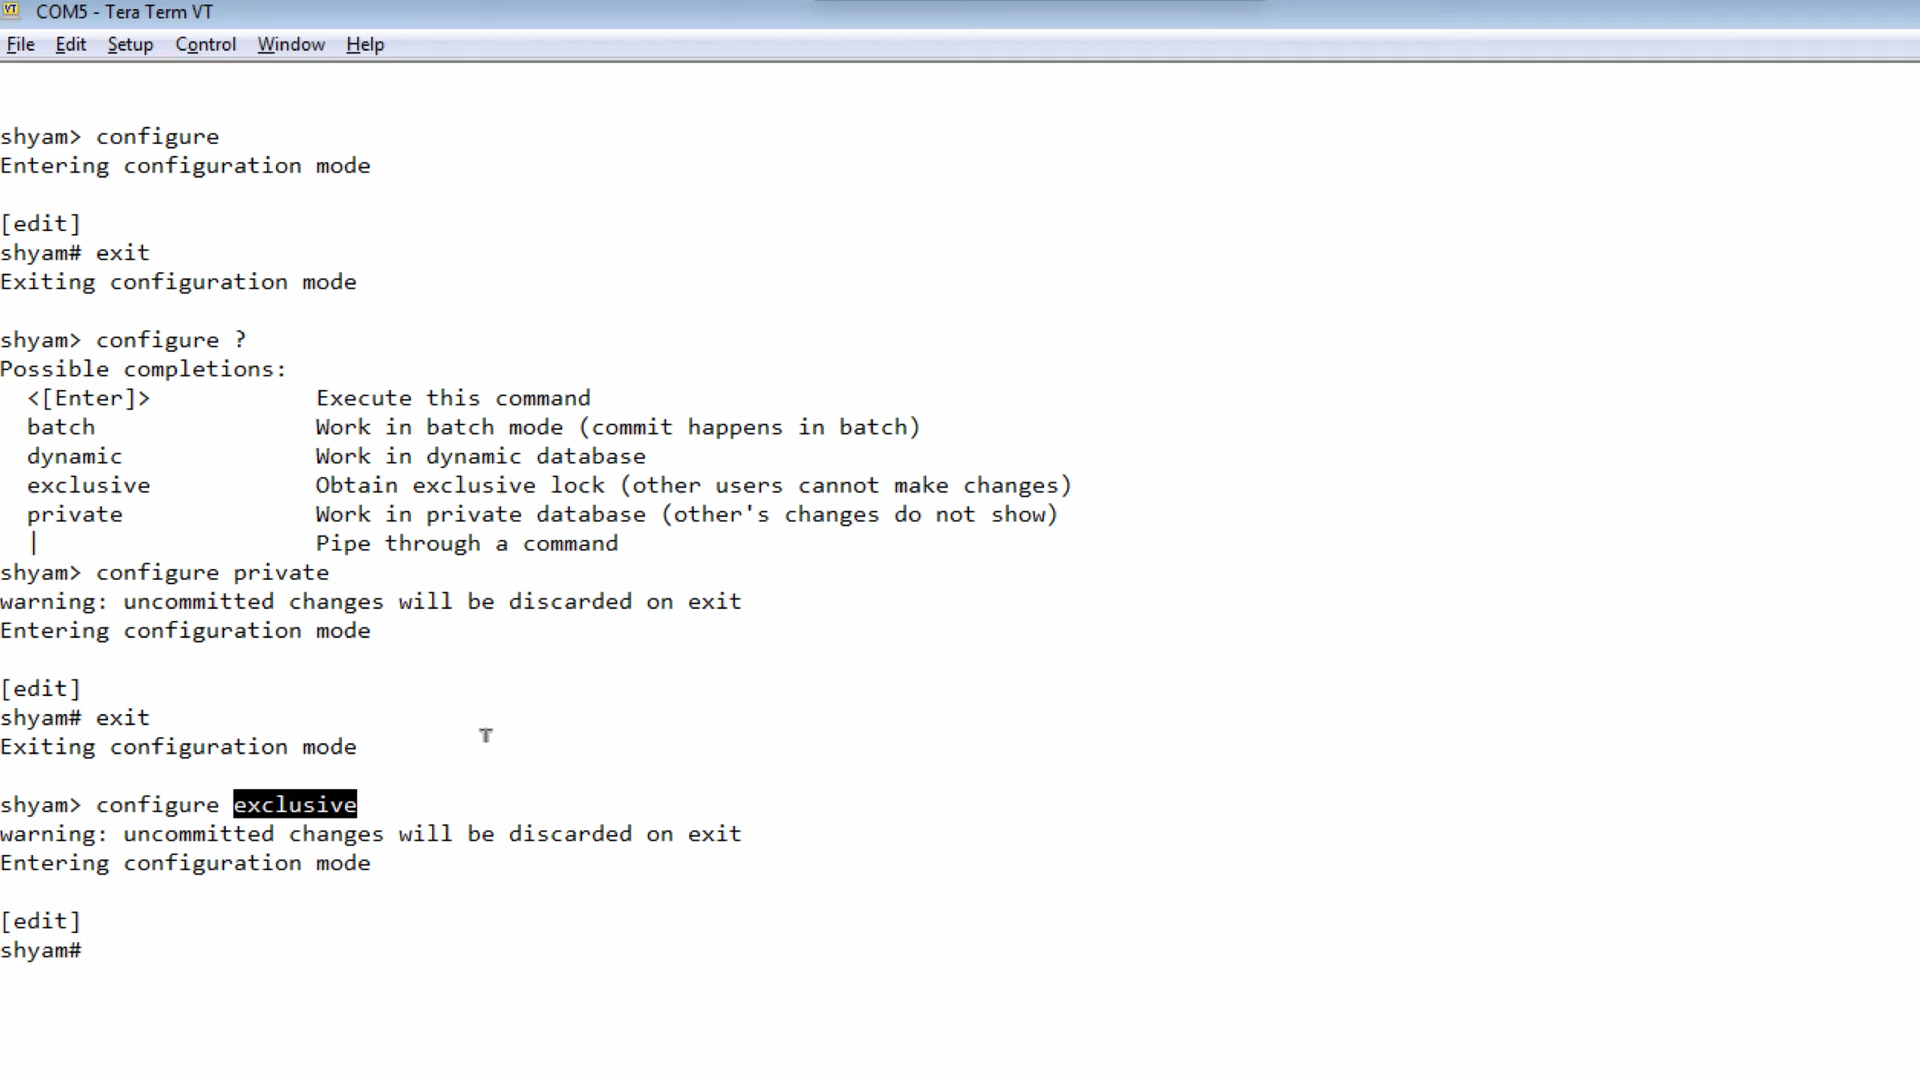 COM5 - Tera Term VT
File Edit Setup Control Window Help
shyam> configure
Entering configuration mode
[edit]
shyam# exit
Exiting configuration mode
shyam> configure ?
Possible completions:
<[Enter]> Execute this command
batch Work in batch mode (commit happens in batch)
dynamic Work in dynamic database
exclusive Obtain exclusive lock (other users cannot make changes)
private Work in private database (other's changes do not show)
| Pipe through a command
shyam> configure private
warning: uncommitted changes will be discarded on exit
Entering configuration mode
[edit]
shyam# exit
Exiting configuration mode
shyam> configure exclusive
warning: uncommitted changes will be discarded on exit
Entering configuration mode
[edit]
shyam#